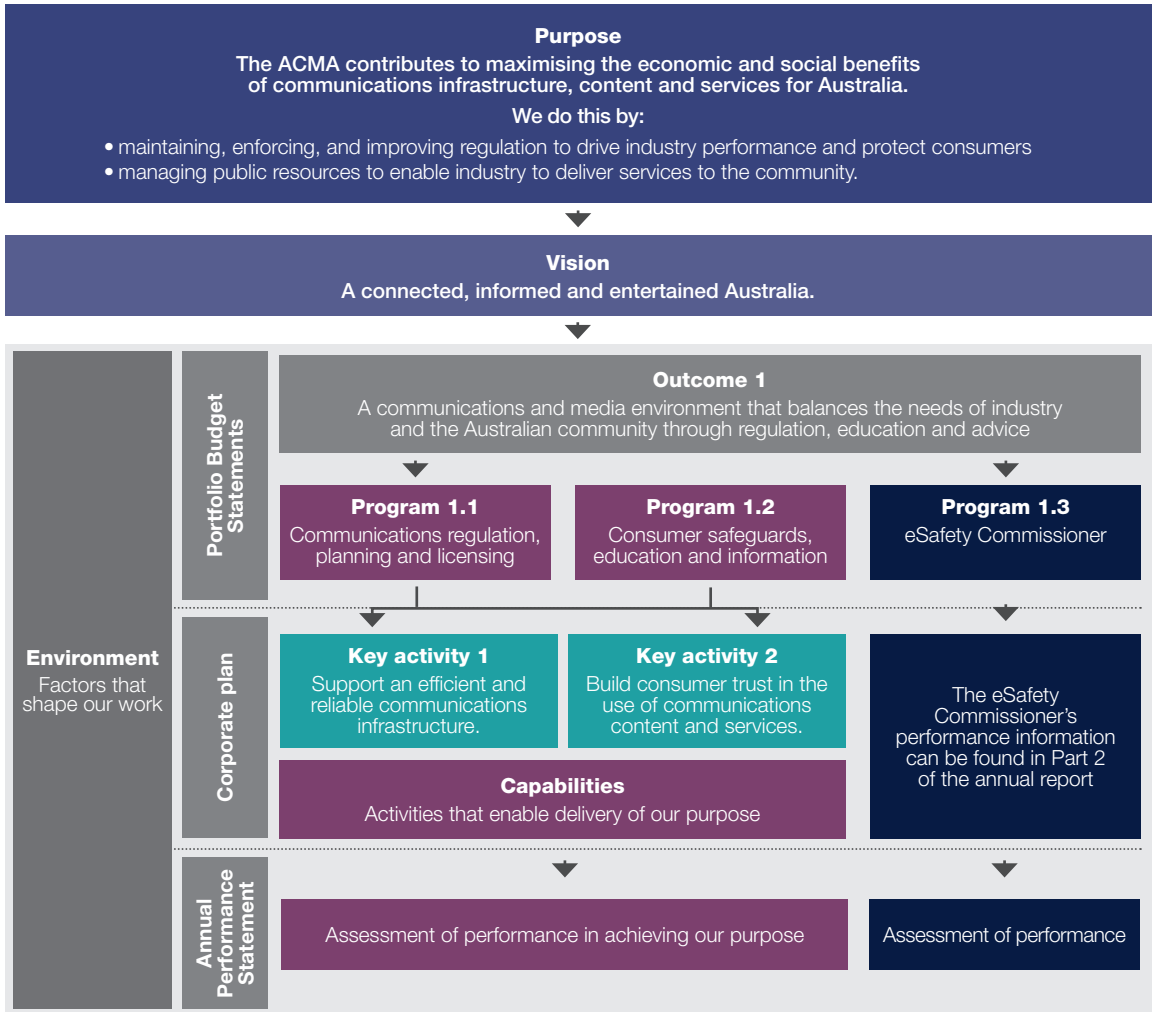 Purpose
The ACMA contributes to maximising the economic and social benefits
of communications infrastructure, content and services for Australia.
We do this by:
• maintaining, enforcing, and improving regulation to drive industry performance and protect consumers
• managing public resources to enable industry to deliver services to the community.
Vision
A connected, informed and entertained Australia.
Environment
Factors that
shape our work
Portfolio Budget
Statements
Outcome 1
A communications and media environment that balances the needs of industry
and the Australian community through regulation, education and advice
Program 1.1
Communications regulation,
planning and licensing
Program 1.2
Consumer safeguards,
education and information
Program 1.3
eSafety Commissioner
Corporate plan
Key activity 1
Support an efficient and
reliable communications
infrastructure.
Key activity 2
Build consumer trust in the
use of communications
content and services.
Capabilities
Activities that enable delivery of our purpose
The eSafety
Commissioner's
performance information
can be found in Part 2
of the annual report
Annual
Performance
Statement
Assessment of performance in achieving our purpose
Assessment of performance